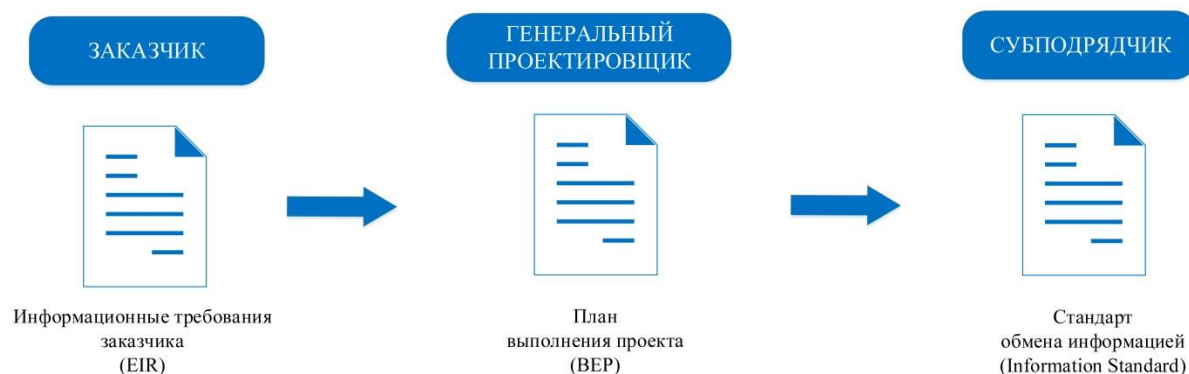 ЗАКАЗЧИК
ГЕНЕРАЛЬНЫЙ
ПРОЕКТИРОВЩИК
СУБПОДРЯДЧИК
Информационные требования
заказчика
(EIR)
План
выполнения проекта
(BEP)
Стандарт
обмена информацией
(Information Standard)